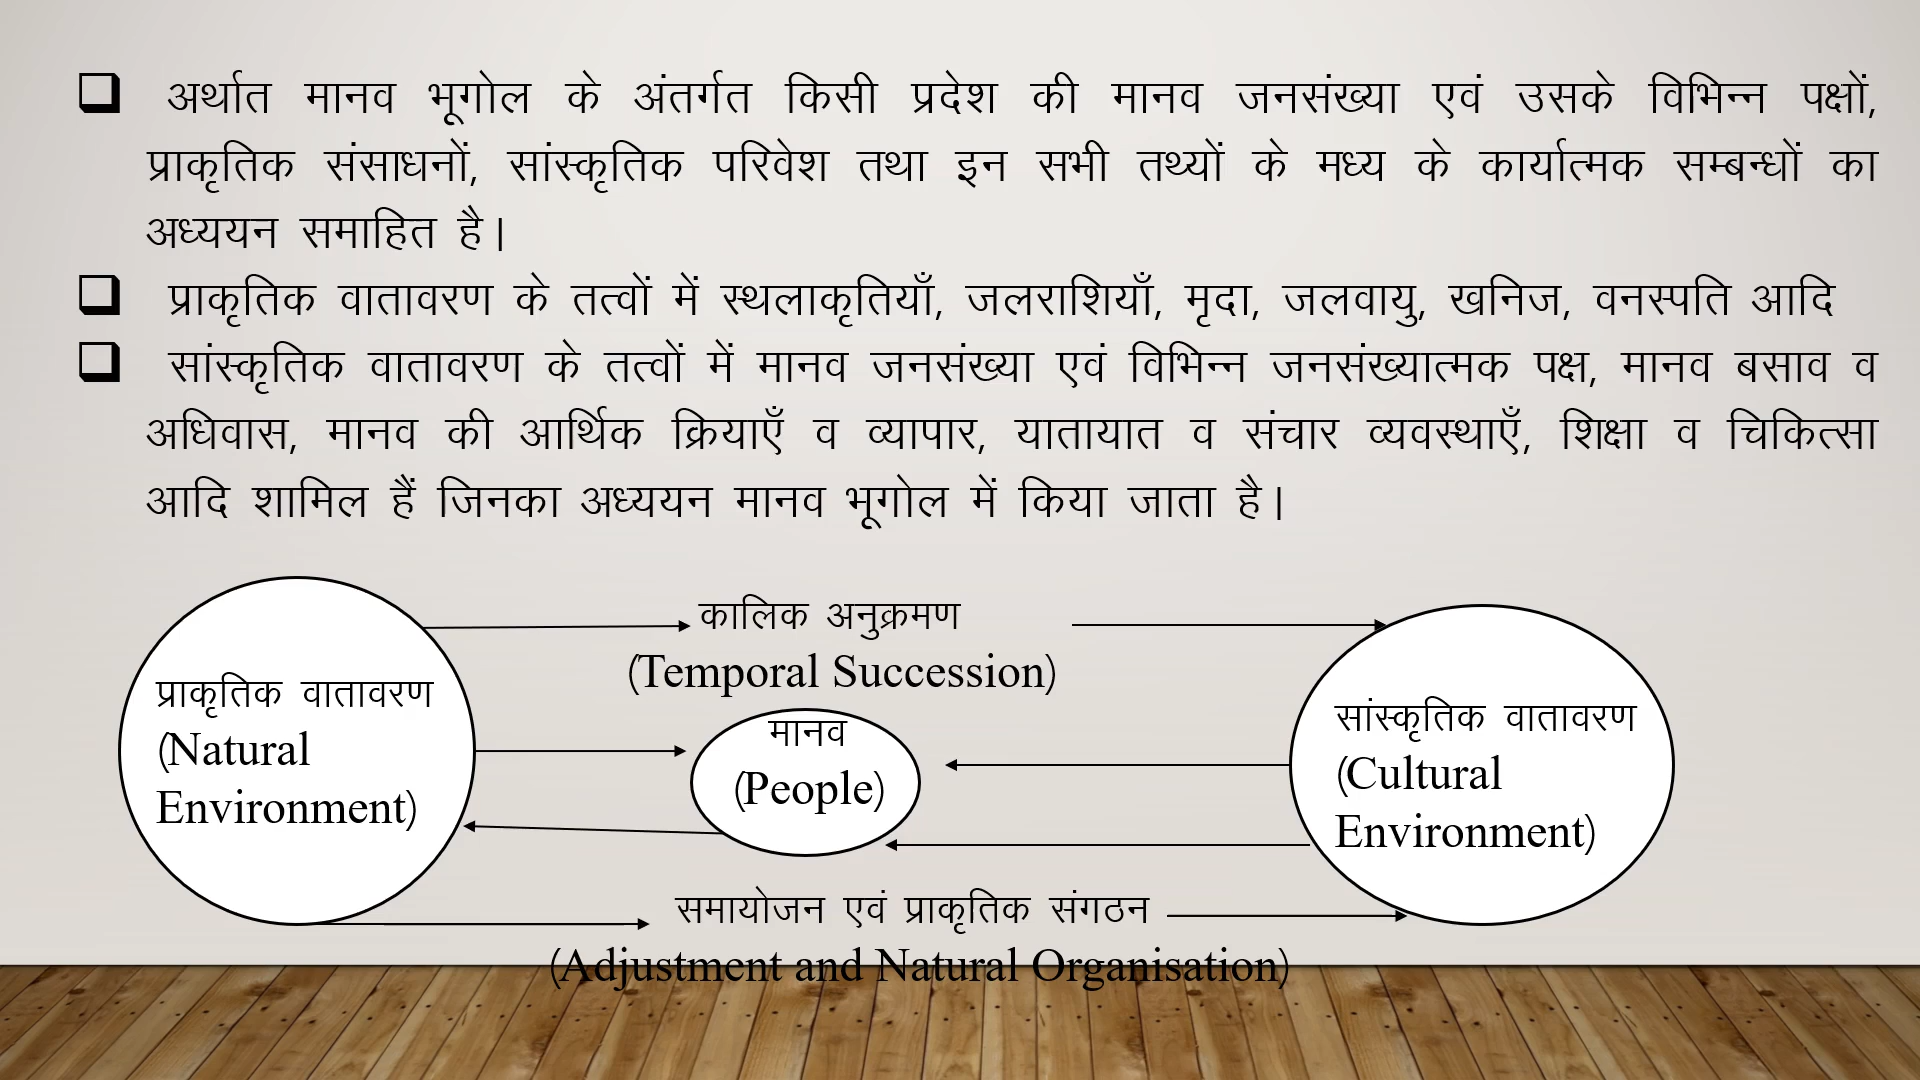 अर्थात मानव भूगोल के अंतर्गत किसी प्रदेश की मानव जनसंख्या एवं उसके विभिन्न पक्षों,
प्राकृतिक संसाधनों, सांस्कृतिक परिवेश तथा इन सभी तथ्यों के मध्य के कार्यात्मक सम्बन्धों का
अध्ययन समाहित है।
प्राकृतिक वातावरण के तत्वों में स्थलाकृतियाँ, जलराशियाँ, मृदा, जलवायु, खनिज, वनस्पति आदि
सांस्कृतिक वातावरण के तत्वों में मानव जनसंख्या एवं विभिन्न जनसंख्यात्मक पक्ष, मानव बसाव व
अधिवास, मानव की आर्थिक क्रियाएँ व व्यापार, यातायात व संचार व्यवस्थाएँ, शिक्षा व चिकित्सा
आदि शामिल हैं जिनका अध्ययन मानव भूगोल में किया जाता है।
कालिक अनुक्रमण
(Temporal Succession)
प्राकृतिक वातावरण
(Natural
Environment)
मानव
(People)
सांस्कृतिक वातावरण
(Cultural
Environment)
समायोजन एवं प्राकृतिक संगठन
(Adjustment and Natural Organisation)